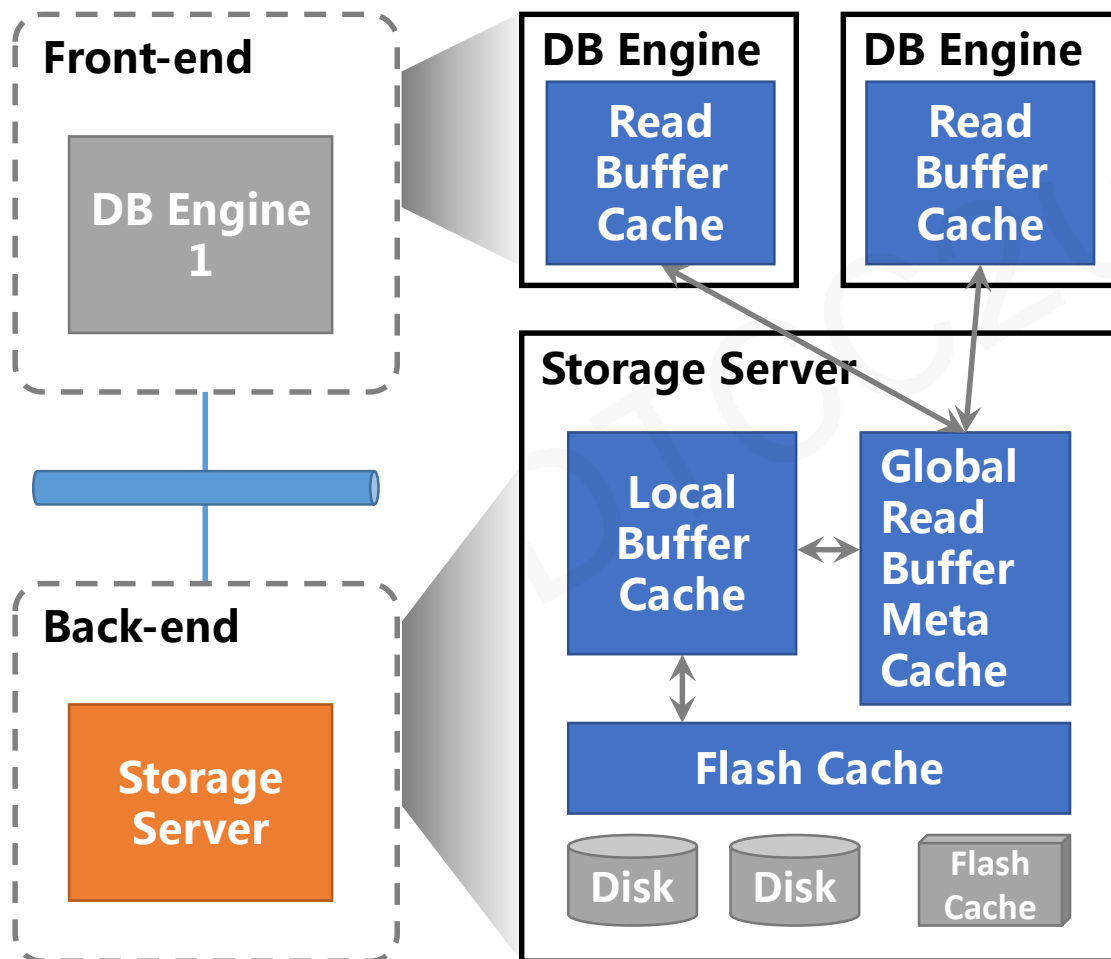 Front-end
DB Engine
1
Back-end
Storage
Server
DB Engine
Read
Buffer
Cache
DB Engine
Read
Buffer
Cache
Storage Server
Local
Buffer
Cache
Global
Read
Buffer
Meta
Cache
Flash Cache
Disk
Disk
Flash
Cache